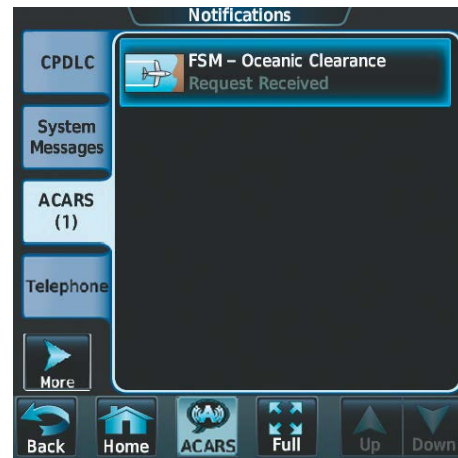 Notifications
CPDLC
System
Messages
ACARS
(1)
Telephone
More
FSM – Oceanic Clearance
Request Received
Back
Home
ACARS
Full
Up
Down